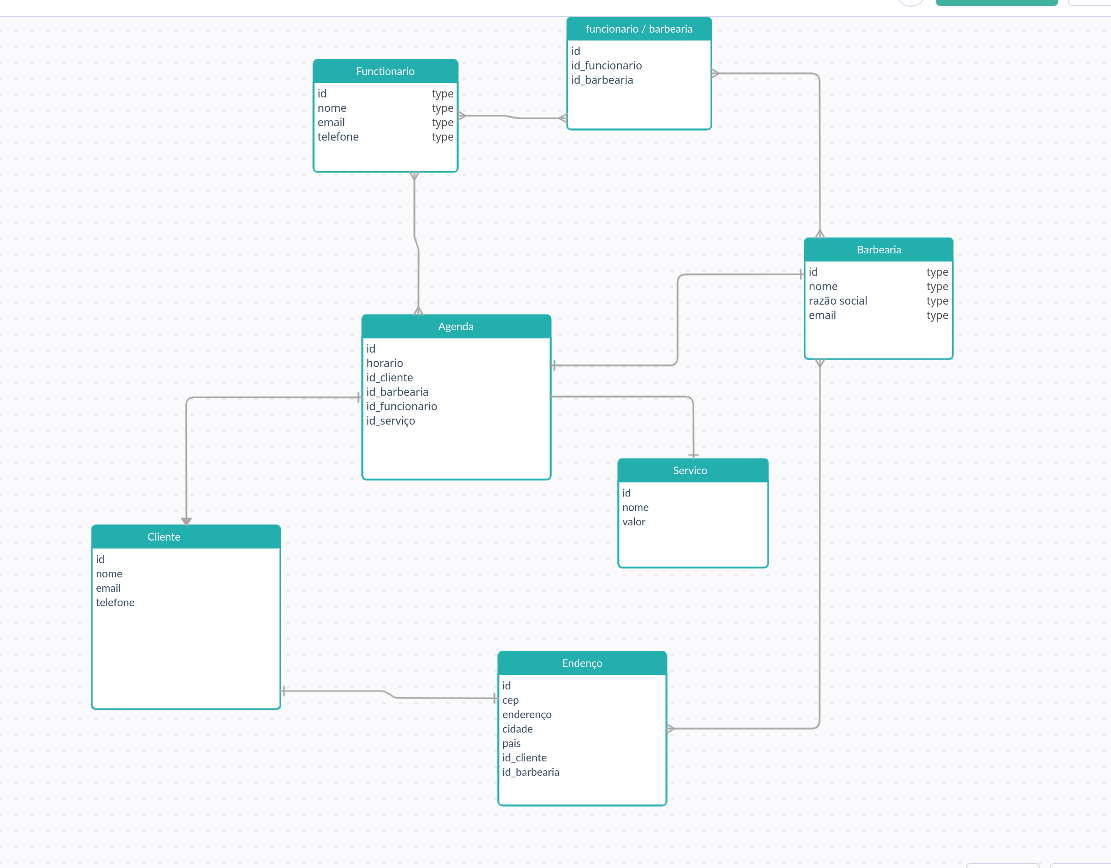 funcionario / barbearia
id
id_funcionario
id_barbearia
Functionario
id type
nome type
email type
telefone type
Barbearia
id type
nome type
razão social type
email type
Agenda
id
horario
id_cliente
id_barbearia
id_funcionario
id_serviço
Servico
id
nome
valor
Cliente
id
nome
email
telefone
Endenço
id
cep
enderenço
cidade
pais
id_cliente
id_barbearia